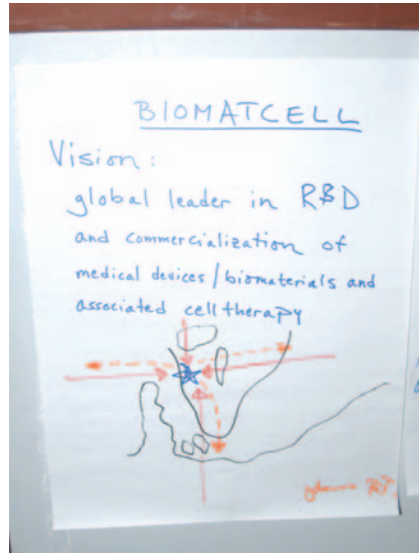 BIOMATCELL
Vision:
global leader in R&D
and commercialization of
medical devices/biomaterials and
associated cell therapy